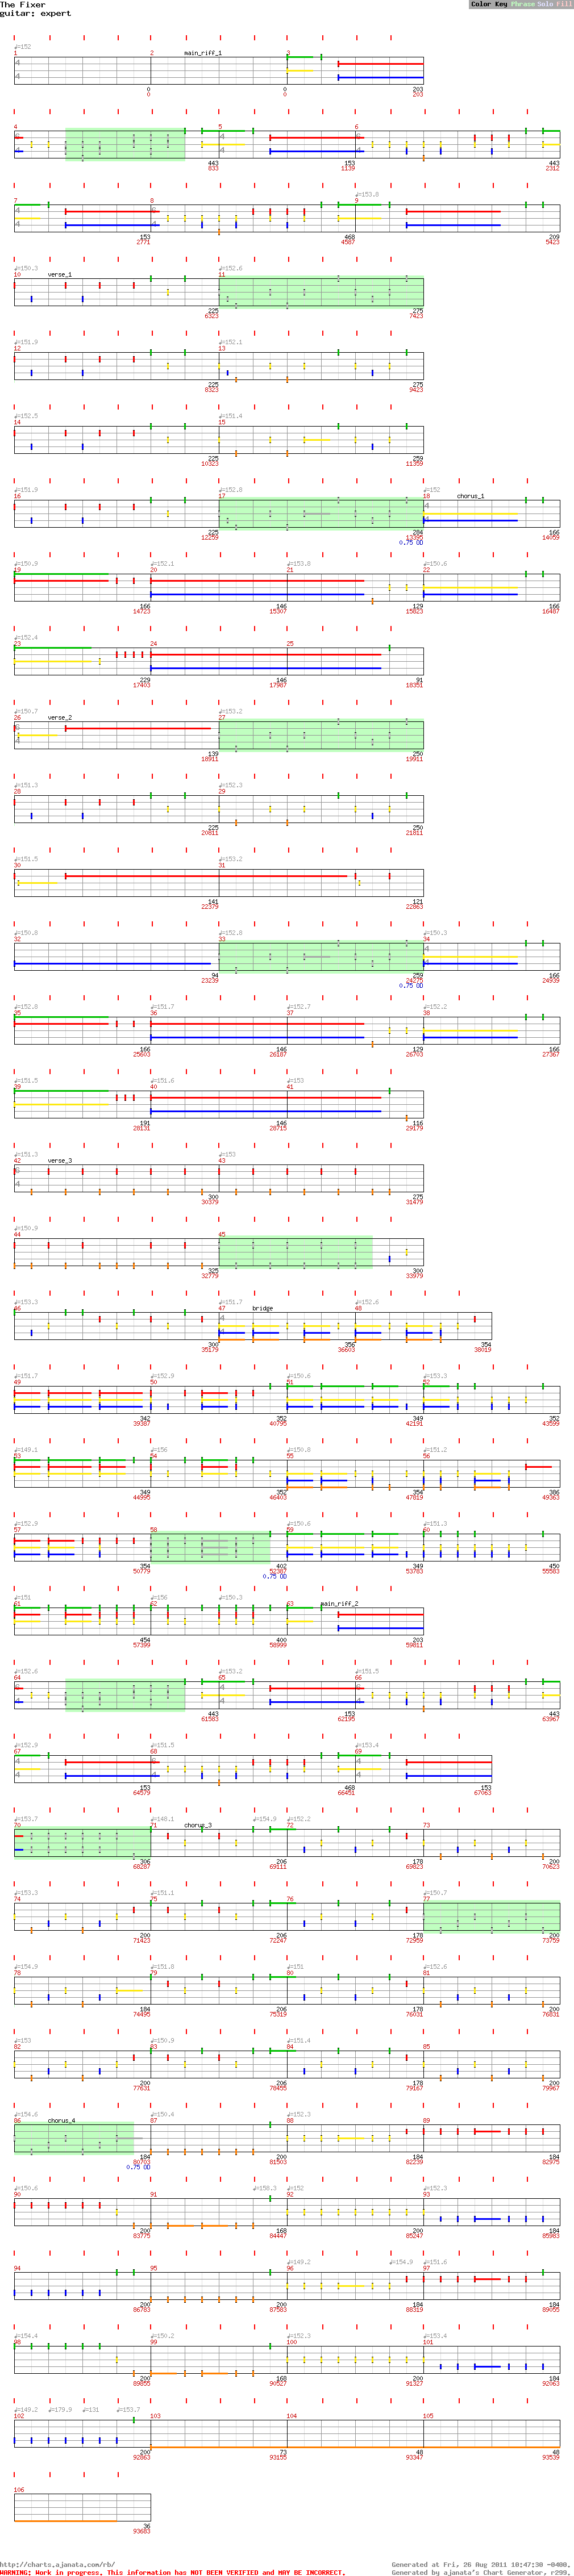 The Fixer
guitar: expert
Color Key Phrase Solo Fill
♩=152
1 2 main_riff_1 3
0 0 203
0 0 203
4 5 6
443 153 443
833 1139 2312
♩=153.8
7 8 9
153 468 209
2771 4587 5423
♩=150.3 ♩=152.6
10 verse_1 11
225 275
6323 7423
♩=151.9 ♩=152.1
12 13
225 275
8323 9423
♩=152.5 ♩=151.4
14 15
225 259
10323 11359
♩=151.9 ♩=152.8 ♩=152
16 17 18 chorus_1
225 284 166
12259 13395 14059
0.75 OD
♩=150.9 ♩=152.1 ♩=153.8 ♩=150.6
19 20 21 22
166 146 129 166
14723 15307 15823 16487
♩=152.4
23 24 25
229 146 91
17403 17987 18351
♩=150.7 ♩=153.2
26 verse_2 27
139 250
18911 19911
♩=151.3 ♩=152.3
28 29
225 250
20811 21811
♩=151.5 ♩=153.2
30 31
141 121
22379 22863
♩=150.8 ♩=152.8 ♩=150.3
32 33 34
94 259 166
23239 24275 24939
0.75 OD
♩=152.8 ♩=151.7 ♩=152.7 ♩=152.2
35 36 37 38
166 146 129 166
25603 26187 26703 27367
♩=151.5 ♩=151.6 ♩=153
39 40 41
191 146 116
28131 28715 29179
♩=151.3 ♩=153
42 verse_3 43
300 275
30379 31479
♩=150.9
44 45
325 300
32779 33979
♩=153.3 ♩=151.7 ♩=152.6
46 47 bridge 48
300 356 354
35179 36603 38019
♩=151.7 ♩=152.9 ♩=150.6 ♩=153.3
49 50 51 52
342 352 349 352
39387 40795 42191 43599
♩=149.1 ♩=156 ♩=150.8 ♩=151.2
53 54 55 56
349 352 354 386
44995 46403 47819 49363
♩=152.9 ♩=150.6 ♩=151.3
57 58 59 60
354 402 349 450
50779 52387 53783 55583
0.75 OD
♩=151 ♩=156 ♩=150.3
61 62 63 main_riff_2
454 400 203
57399 58999 59811
♩=152.6 ♩=153.2 ♩=151.5
64 65 66
443 153 443
61583 62195 63967
♩=152.9 ♩=151.5 ♩=153.4
67 68 69
153 468 153
64579 66451 67063
♩=153.7 ♩=148.1 ♩=154.9 ♩=152.2
70 71 chorus_3 72 73
306 206 178 200
68287 69111 69823 70623
♩=153.3 ♩=151.1 ♩=150.7
74 75 76 77
200 206 178 200
71423 72247 72959 73759
♩=154.9 ♩=151.8 ♩=151 ♩=152.6
78 79 80 81
184 206 178 200
74495 75319 76031 76831
♩=153 ♩=150.9 ♩=151.4
82 83 84 85
200 206 178 200
77631 78455 79167 79967
♩=154.6 ♩=150.4 ♩=152.3
86 chorus_4 87 88 89
184 200 184 184
80703 81503 82239 82975
0.75 OD
♩=150.6 ♩=158.3 ♩=152 ♩=152.3
90 91 92 93
200 168 200 184
83775 84447 85247 85983
♩=149.2 ♩=154.9 ♩=151.6
94 95 96 97
200 200 184 184
86783 87583 88319 89055
♩=154.4 ♩=150.2 ♩=152.3 ♩=153.4
98 99 100 101
200 168 200 184
89855 90527 91327 92063
♩=149.2 ♩=179.9 ♩=131 ♩=153.7
102 103 104 105
200 73 48 48
92863 93155 93347 93539
106
36
93683
http://charts.ajanata.com/rb/
Generated at Fri, 26 Aug 2011 18:47:30 -0400,
WARNING: Work in progress. This information has NOT BEEN VERIFIED and MAY BE INCORRECT.
Generated by ajanata's Chart Generator, r299,